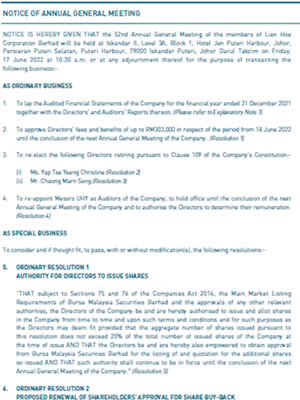 NOTICE OF ANNUAL GENERAL MEETING
NOTICE IS HEREBY GIVEN THAT the 52nd Annual General Meeting of the members of Lien Hoe
Corporation Berhad will be held at Iskandar II, Level 3A, Block 1, Hotel Jen Puteri Harbour, Johor,
Persiaran Puteri Selatan, Puteri Harbour, 79000 Iskandar Puteri, Johor Darul Takzim on Friday,
17 June 2022 at 10.30 a.m. or at any adjournment thereof for the purpose of transacting the
following business:-
AS ORDINARY BUSINESS
1. To lay the Audited Financial Statements of the Company for the financial year ended 31 December 2021
together with the Directors' and Auditors' Reports thereon. (Please refer to Explanatory Note 1)
2. To approve Directors' fees and benefits of up to RM303,000 in respect of the period from 18 June 2022
until the conclusion of the next Annual General Meeting of the Company. (Resolution 1)
3. To re-elect the following Directors retiring pursuant to Clause 109 of the Company's Constitution:-
(i) Ms. Yap Tse Yeeng Christine (Resolution 2)
(ii) Mr. Cheong Marn Seng (Resolution 3)
4. To re-appoint Messrs UHY as Auditors of the Company, to hold office until the conclusion of the next
Annual General Meeting of the Company and to authorise the Directors to determine their remuneration.
(Resolution 4)
AS SPECIAL BUSINESS
To consider and if thought fit, to pass, with or without modification(s), the following resolutions:-
5. ORDINARY RESOLUTION 1
AUTHORITY FOR DIRECTORS TO ISSUE SHARES
"THAT subject to Sections 75 and 76 of the Companies Act 2016, the Main Market Listing
Requirements of Bursa Malaysia Securities Berhad and the approvals of any other relevant
authorities, the Directors of the Company be and are hereby authorised to issue and allot shares
in the Company from time to time and upon such terms and conditions and for such purposes as
the Directors may deem fit provided that the aggregate number of shares issued pursuant to
this resolution does not exceed 20% of the total number of issued shares of the Company at
the time of issue AND THAT the Directors be and are hereby also empowered to obtain approval
from Bursa Malaysia Securities Berhad for the listing and quotation for the additional shares
so issued AND THAT such authority shall continue to be in force until the conclusion of the next
Annual General Meeting of the Company." (Resolution 5)
6. ORDINARY RESOLUTION 2
PROPOSED RENEWAL OF SHAREHOLDERS' APPROVAL FOR SHARE BUY-BACK